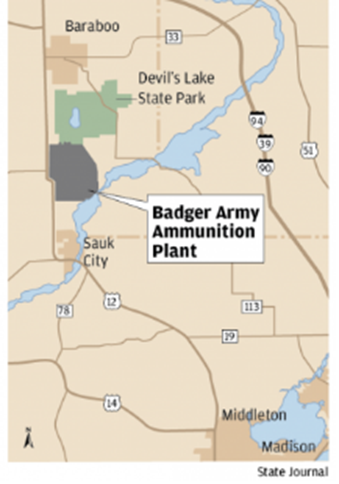 Baraboo
33
Devil's Lake
State Park
94
39
90
51
Badger Army
Ammunition
Plant
Sauk
City
78
12
113
19
14
Middleton
N
Madison
State Journal